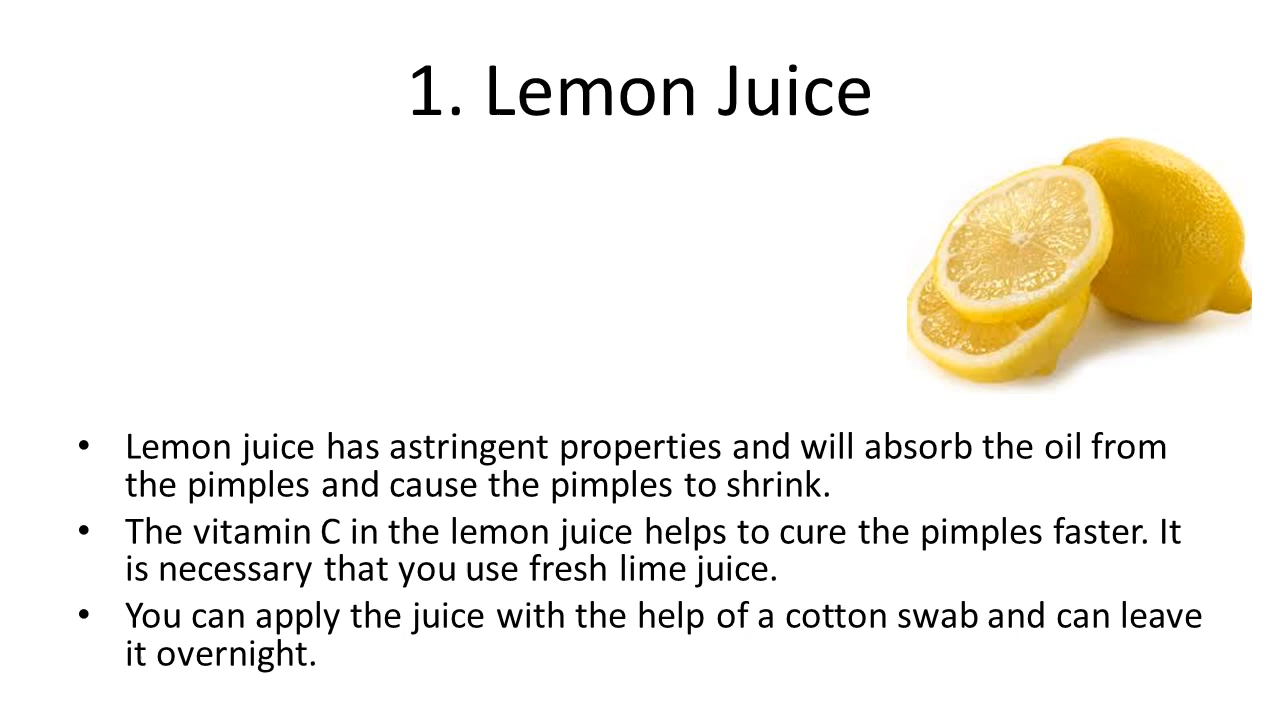 1. Lemon Juice
• Lemon juice has astringent properties and will absorb the oil from
the pimples and cause the pimples to shrink.
• The vitamin C in the lemon juice helps to cure the pimples faster. It
is necessary that you use fresh lime juice.
• You can apply the juice with the help of a cotton swab and can leave
it overnight.